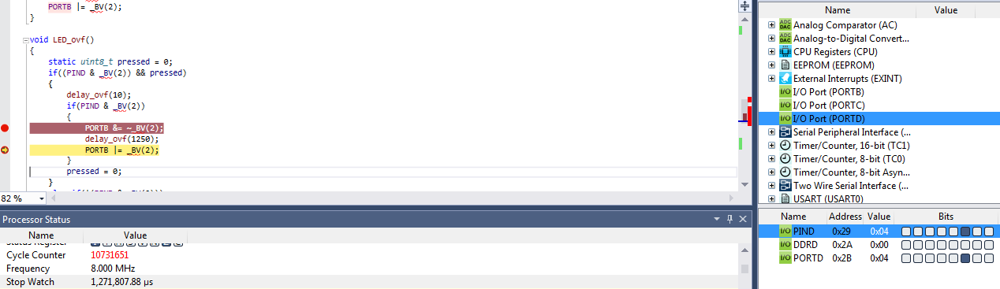 PORTB |= _BV(2);
}
void LED_ovf()
{
static uint8_t pressed = 0;
if((PIND & _BV(2)) && pressed)
{
delay_ovf(10);
if(PIND & _BV(2))
{
PORTB &= ~_BV(2);
delay_ovf(1250);
PORTB |= _BV(2);
}
pressed = 0;
}
82 %
Processor Status
Name Value
Status Register
Cycle Counter 10731651
Frequency 8.000 MHz
Stop Watch 1,271,807.88 µs
Name Value
Analog Comparator (AC)
Analog-to-Digital Convert...
CPU Registers (CPU)
EEPROM (EEPROM)
External Interrupts (EXINT)
I/O Port (PORTB)
I/O Port (PORTC)
I/O Port (PORTD)
Serial Peripheral Interface (...
Timer/Counter, 16-bit (TC1)
Timer/Counter, 8-bit (TC0)
Timer/Counter, 8-bit Asyn...
Two Wire Serial Interface (...
USART (USART0)
Name Address Value Bits
I/O PIND 0x29 0x04
I/O DDRD 0x2A 0x00
I/O PORTD 0x2B 0x04